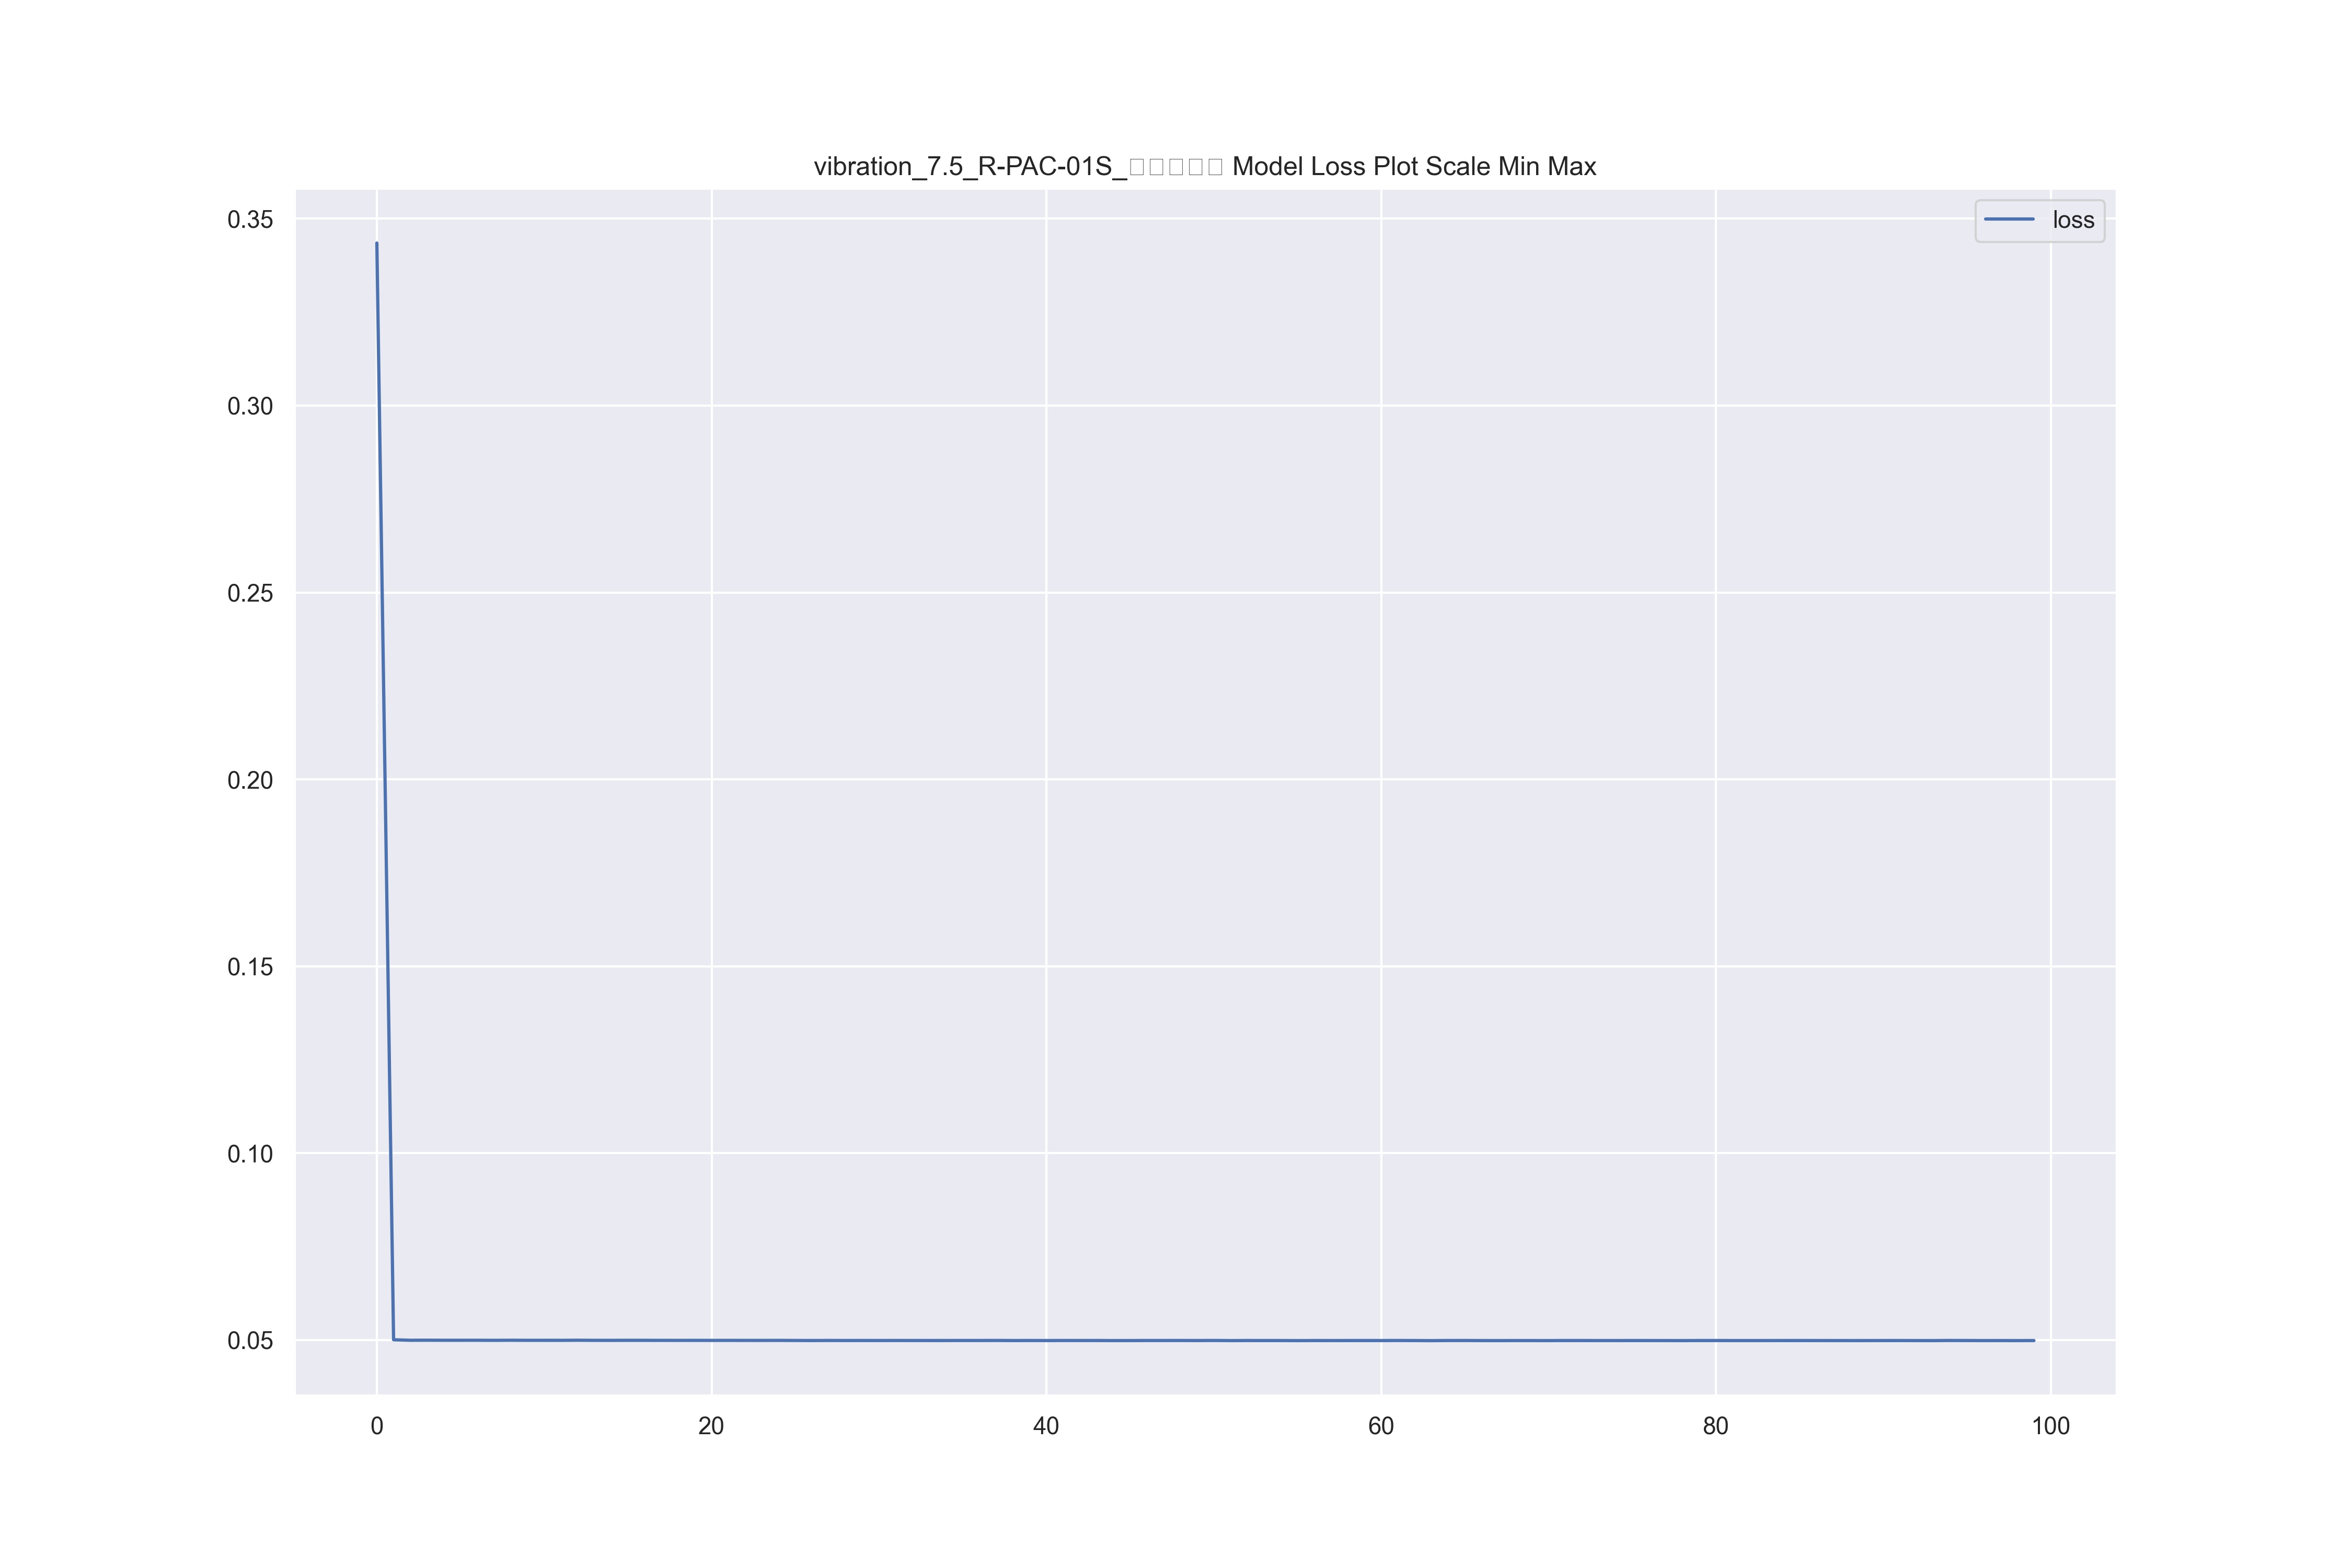 vibration_7.5_R-PAC-01S_□□□□□ Model Loss Plot Scale Min Max
loss
0.35
0.30
0.25
0.20
0.15
0.10
0.05
0 20 40 60 80 100